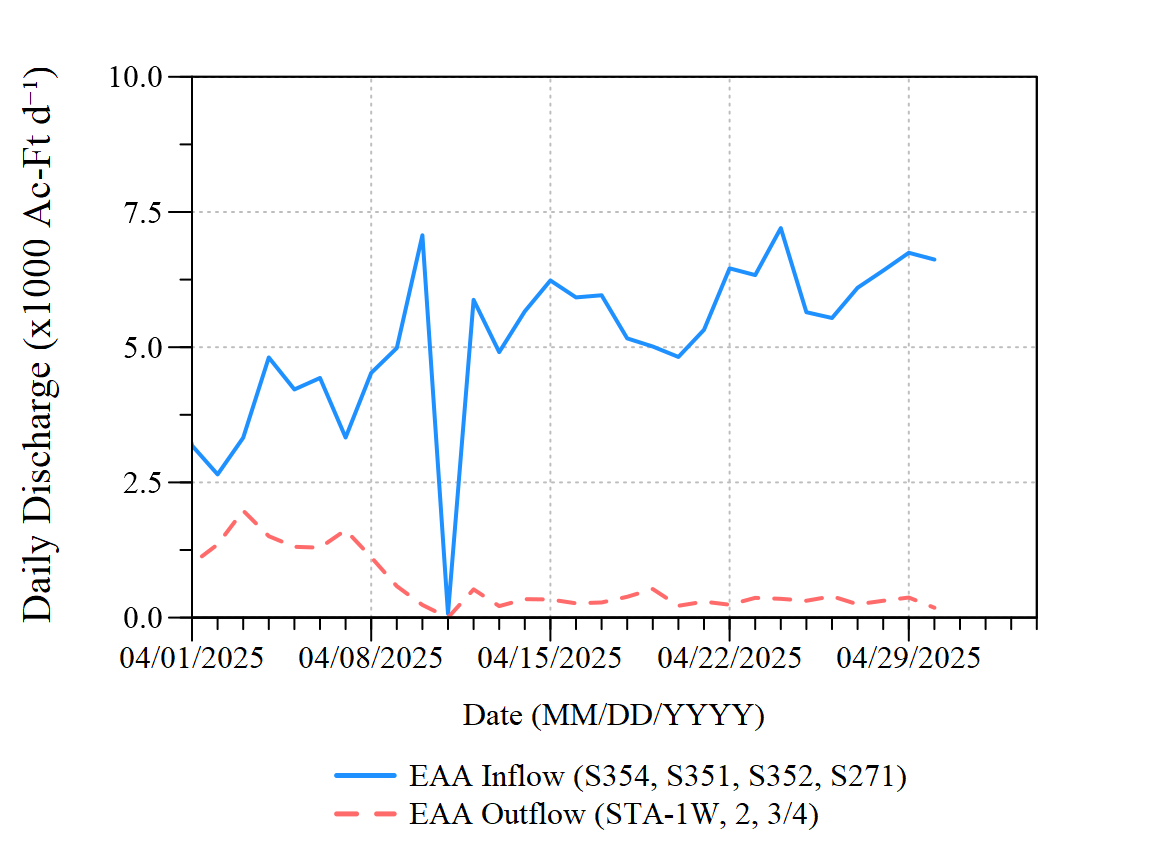 Daily Discharge (x1000 Ac-Ft d⁻¹)
10.0
7.5
5.0
2.5
0.0
04/01/2025 04/08/2025 04/15/2025 04/22/2025 04/29/2025
Date (MM/DD/YYYY)
EAA Inflow (S354, S351, S352, S271)
EAA Outflow (STA-1W, 2, 3/4)